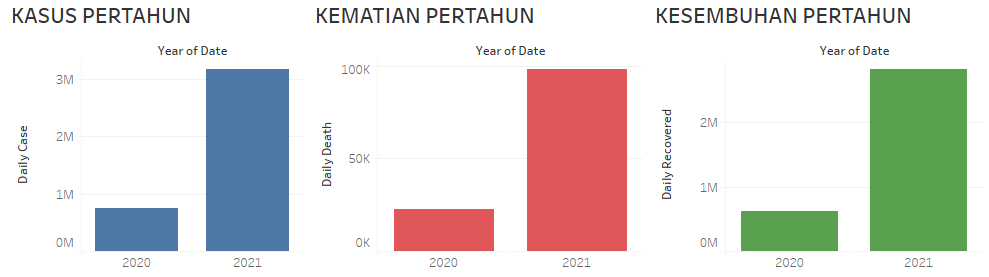 KASUS PERTAHUN
Year of Date
Daily Case
3M
2M
1M
0M
2020
2021
KEMATIAN PERTAHUN
Year of Date
Daily Death
100K
50K
0K
2020
2021
KESEMBUHAN PERTAHUN
Year of Date
Daily Recovered
2M
1M
0M
2020
2021